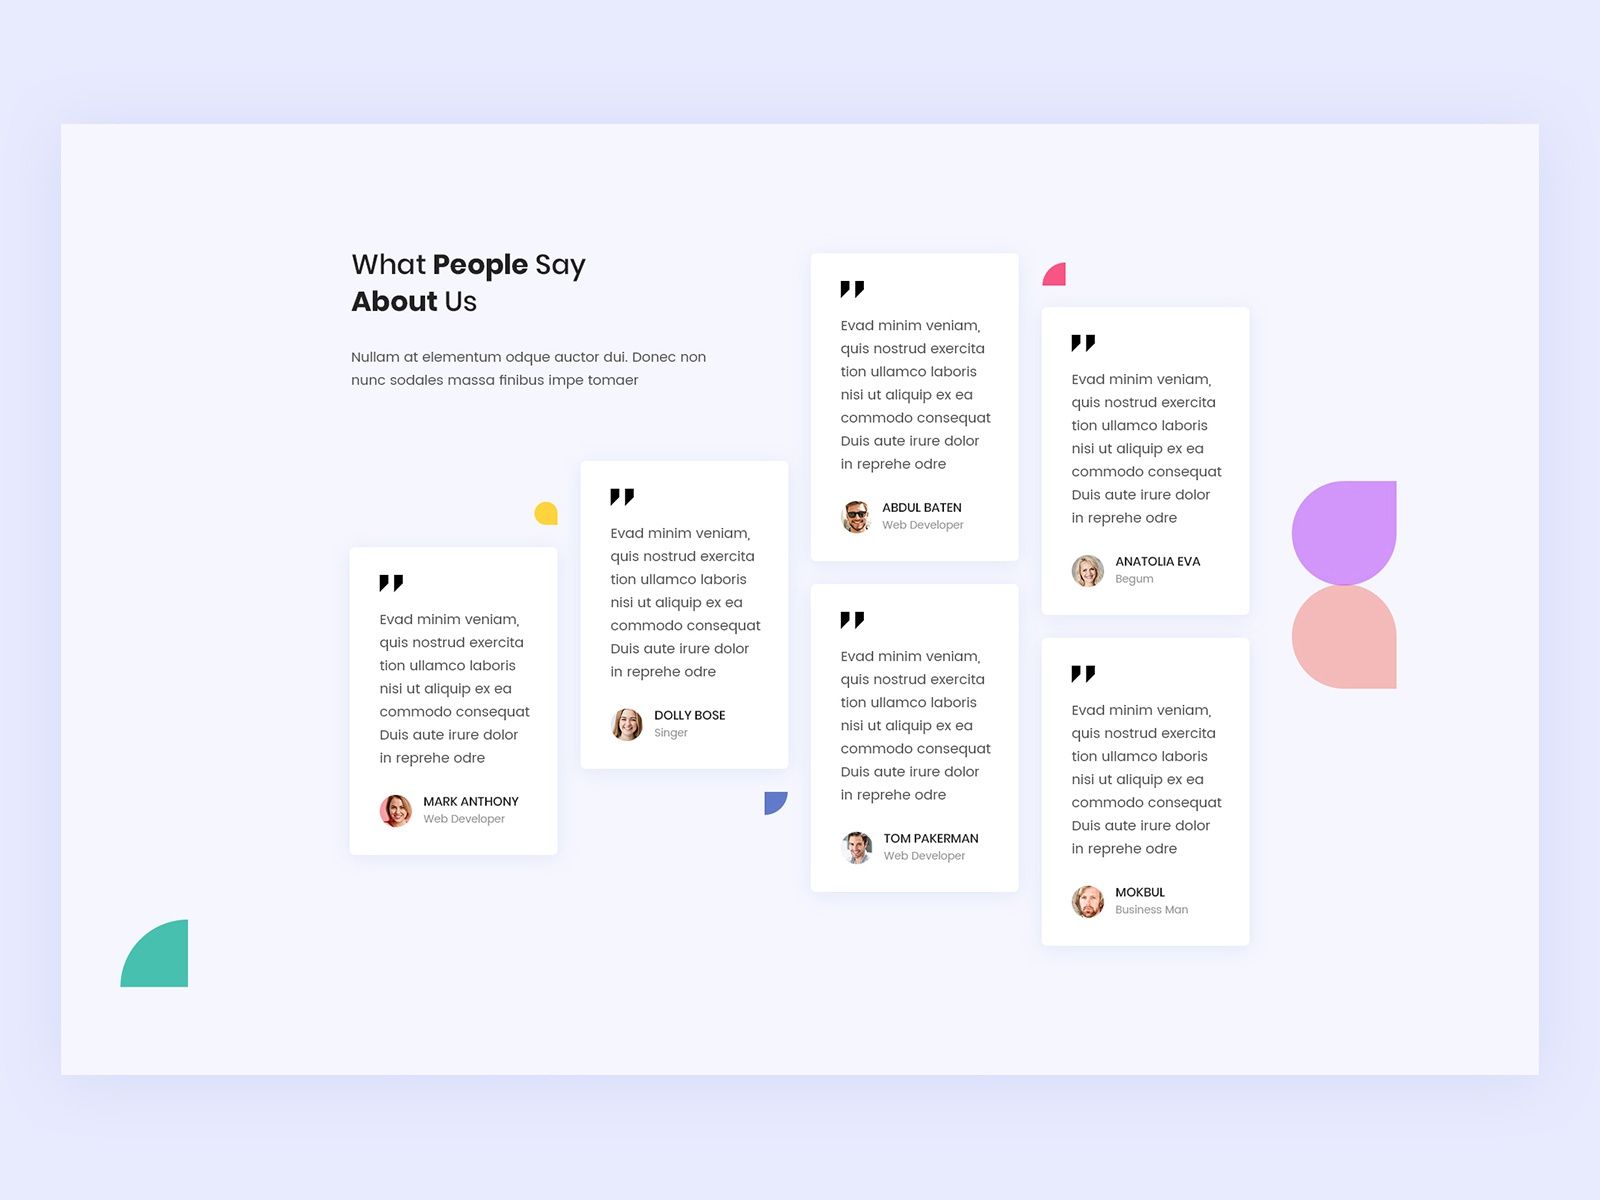 What People Say
About Us
Nullam at elementum odque auctor dui. Donec non
nunc sodales massa finibus impe tomaer
Evad minim veniam,
quis nostrud exercita
tion ullamco laboris
nisi ut aliquip ex ea
commodo consequat
Duis aute irure dolor
in reprehe odre
MARK ANTHONY
Web Developer
Evad minim veniam,
quis nostrud exercita
tion ullamco laboris
nisi ut aliquip ex ea
commodo consequat
Duis aute irure dolor
in reprehe odre
DOLLY BOSE
Singer
Evad minim veniam,
quis nostrud exercita
tion ullamco laboris
nisi ut aliquip ex ea
commodo consequat
Duis aute irure dolor
in reprehe odre
ABDUL BATEN
Web Developer
Evad minim veniam,
quis nostrud exercita
tion ullamco laboris
nisi ut aliquip ex ea
commodo consequat
Duis aute irure dolor
in reprehe odre
TOM PAKERMAN
Web Developer
Evad minim veniam,
quis nostrud exercita
tion ullamco laboris
nisi ut aliquip ex ea
commodo consequat
Duis aute irure dolor
in reprehe odre
ANATOLIA EVA
Begum
Evad minim veniam,
quis nostrud exercita
tion ullamco laboris
nisi ut aliquip ex ea
commodo consequat
Duis aute irure dolor
in reprehe odre
MOKBUL
Business Man